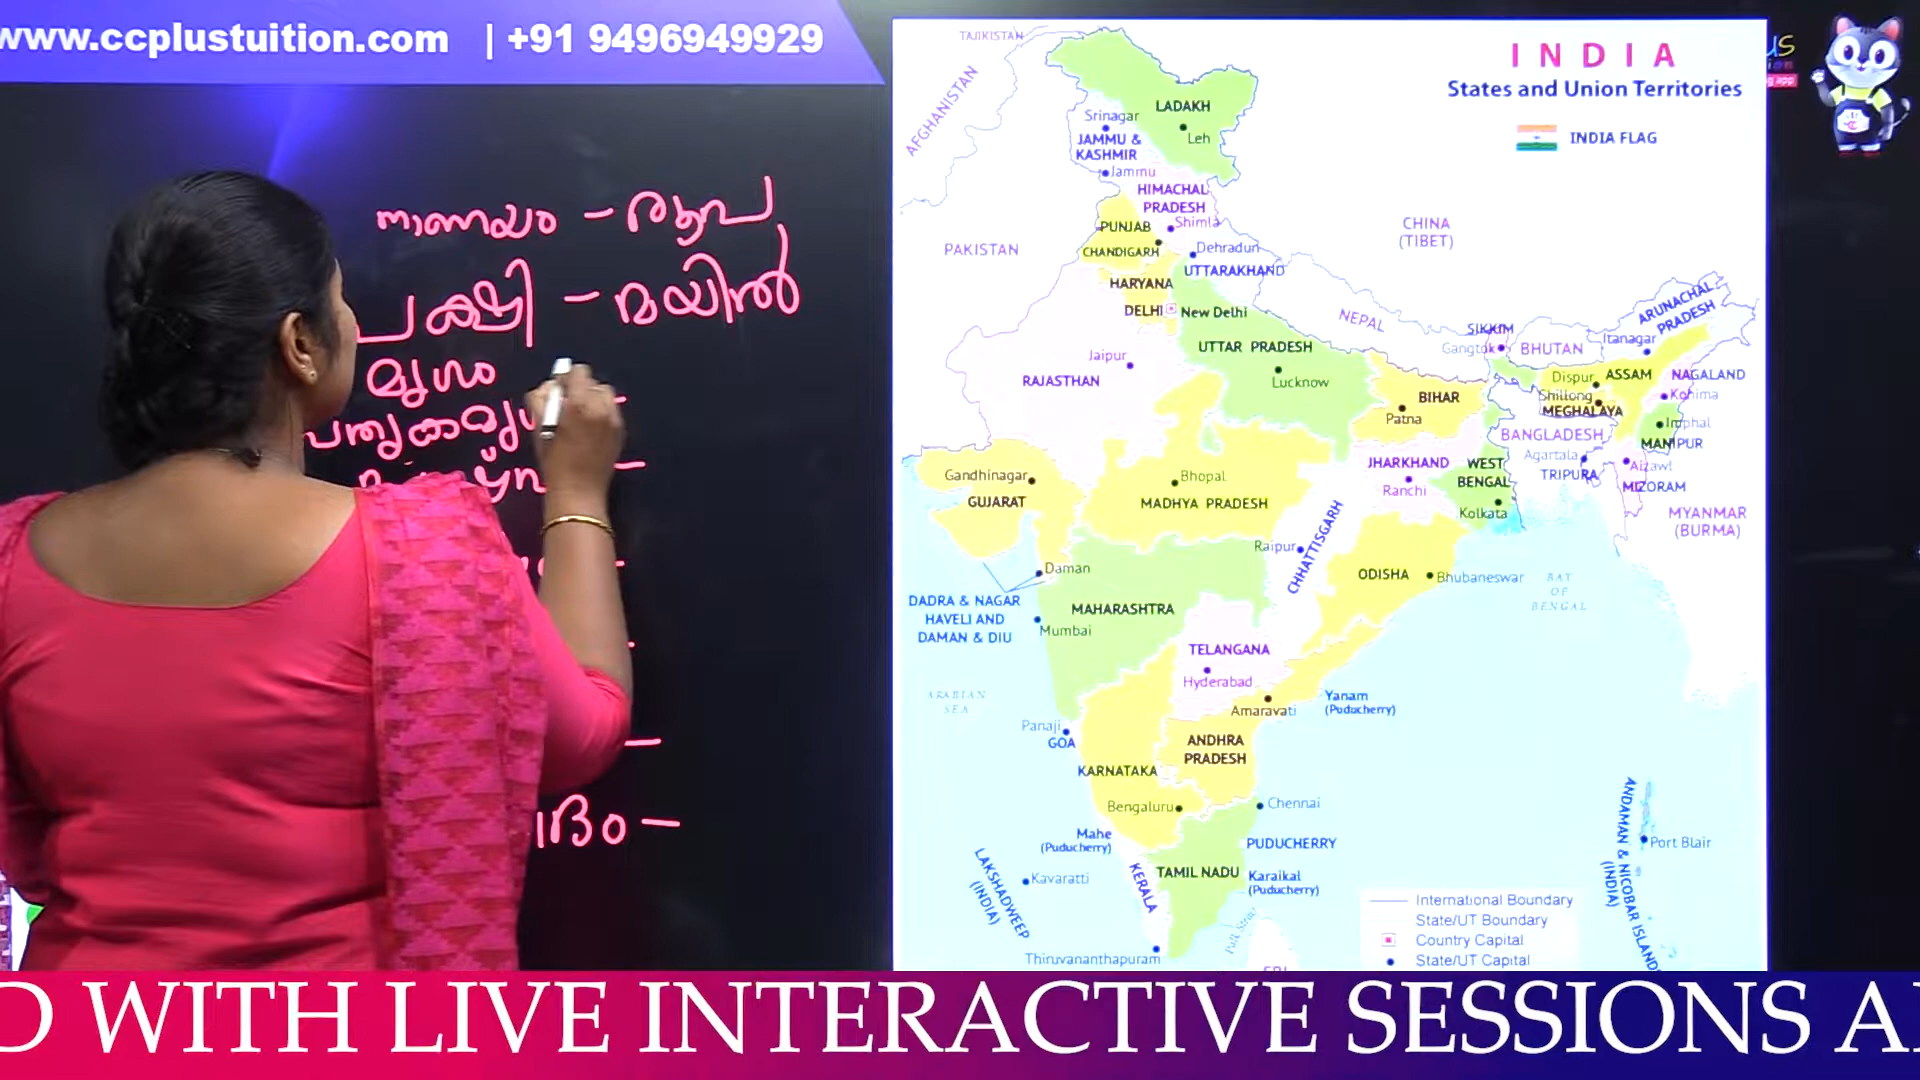 www.ccplustuition.com | +91 9496949929
നാണയം – രൂപ
പക്ഷി – മയിൽ
മൃഗം
INDIA
States and Union Territories
INDIA FLAG
TAJIKISTAN
AFGHANISTAN
LADAKH
Leh
Srinagar
JAMMU &
KASHMIR
Jammu
HIMACHAL
PRADESH
Shimla
PUNJAB
CHANDIGARH
Dehradun
UTTARAKHAND
HARYANA
DELHI
New Delhi
PAKISTAN
CHINA
(TIBET)
NEPAL
SIKKIM
Gangtok
BHUTAN
ARUNACHAL
PRADESH
Itanagar
Jaipur
RAJASTHAN
UTTAR PRADESH
Lucknow
BIHAR
Patna
Dispur
ASSAM
NAGALAND
Kohima
Shillong
MEGHALAYA
Imphal
MANIPUR
BANGLADESH
Agartala
TRIPURA
Aizawl
MIZORAM
MYANMAR
(BURMA)
Gandhinagar
GUJARAT
Bhopal
MADHYA PRADESH
JHARKHAND
Ranchi
WEST
BENGAL
Kolkata
CHHATTISGARH
Raipur
ODISHA
Bhubaneswar
BAY
OF
BENGAL
Daman
DADRA & NAGAR
HAVELI AND
DAMAN & DIU
MAHARASHTRA
Mumbai
TELANGANA
Hyderabad
Yanam
(Puducherry)
Amaravati
ARABIAN
SEA
Panaji
GOA
ANDHRA
PRADESH
KARNATAKA
Bengaluru
Chennai
Mahe
(Puducherry)
PUDUCHERRY
KERALA
TAMIL NADU
Karaikal
(Puducherry)
LAKSHADWEEP
(INDIA)
Kavaratti
Thiruvananthapuram
Palk Strait
ANDAMAN & NICOBAR ISLAND
(INDIA)
Port Blair
International Boundary
State/UT Boundary
Country Capital
State/UT Capital
D WITH LIVE INTERACTIVE SESSIONS A